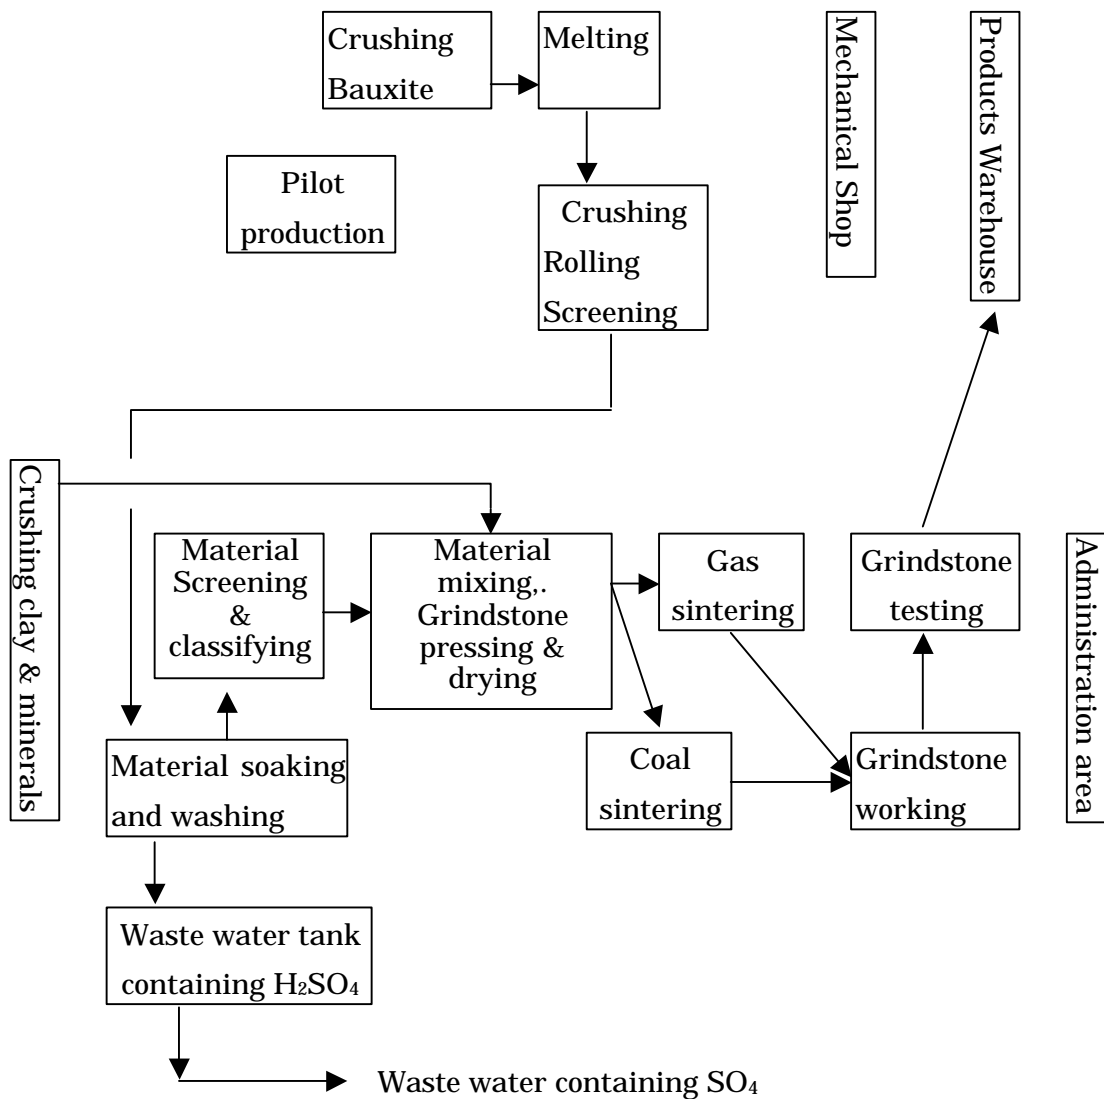 Crushing
Bauxite
Melting
Mechanical Shop
Products Warehouse
Pilot
production
Crushing
Rolling
Screening
Crushing clay & minerals
Material
Screening
&
classifying
Material
mixing,.
Grindstone
pressing &
drying
Gas
sintering
Grindstone
testing
Administration area
Material soaking
and washing
Coal
sintering
Grindstone
working
Waste water tank
containing H₂SO₄
Waste water containing SO₄